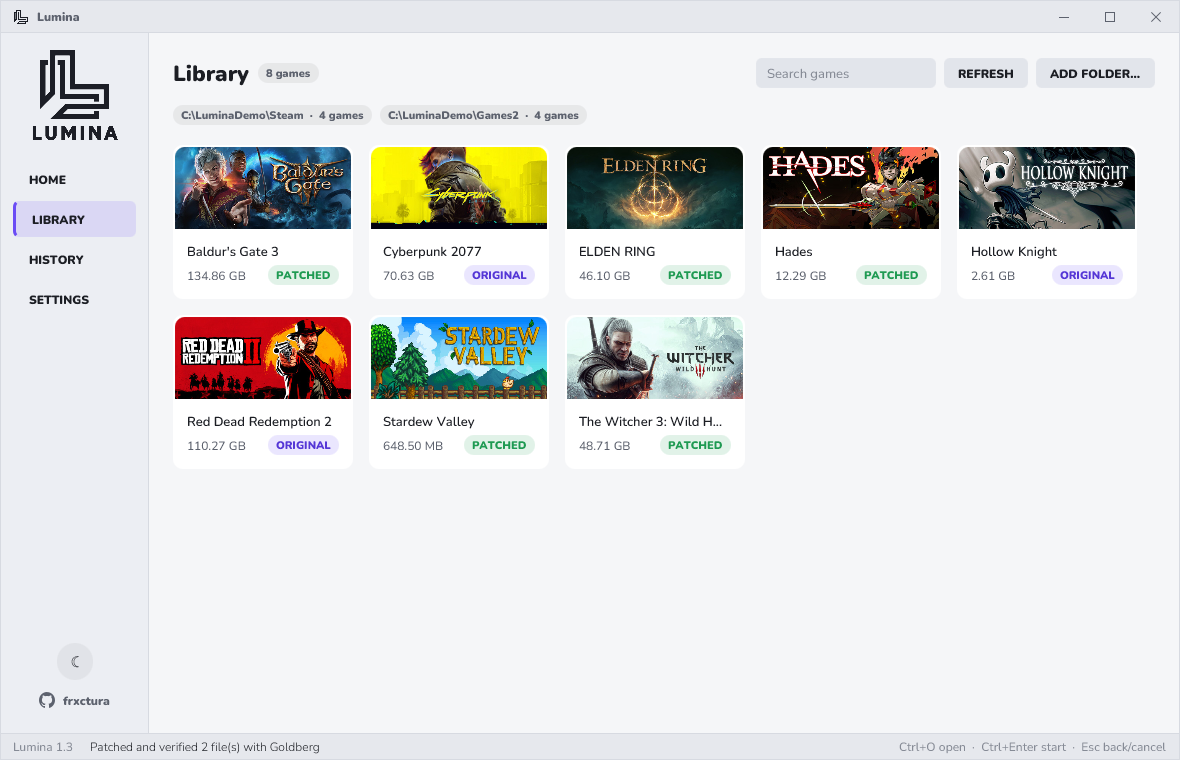 Lumina
LUMINA
HOME
LIBRARY
HISTORY
SETTINGS
frxctura
Library
8 games
Search games
REFRESH
ADD FOLDER...
C:\LuminaDemo\Steam · 4 games
C:\LuminaDemo\Games2 · 4 games
BALDUR'S GATE
Baldur's Gate 3
134.86 GB
PATCHED
CYBERPUNK
Cyberpunk 2077
70.63 GB
ORIGINAL
ELDEN RING
ELDEN RING
46.10 GB
PATCHED
HADES
Hades
12.29 GB
PATCHED
HOLLOW KNIGHT
Hollow Knight
2.61 GB
ORIGINAL
RED DEAD
REDEMPTION II
Red Dead Redemption 2
110.27 GB
ORIGINAL
STARDEW
VALLEY
Stardew Valley
648.50 MB
PATCHED
THE
WITCHER
WILD HUNT
The Witcher 3: Wild H...
48.71 GB
PATCHED
Lumina 1.3
Patched and verified 2 file(s) with Goldberg
Ctrl+O open · Ctrl+Enter start · Esc back/cancel